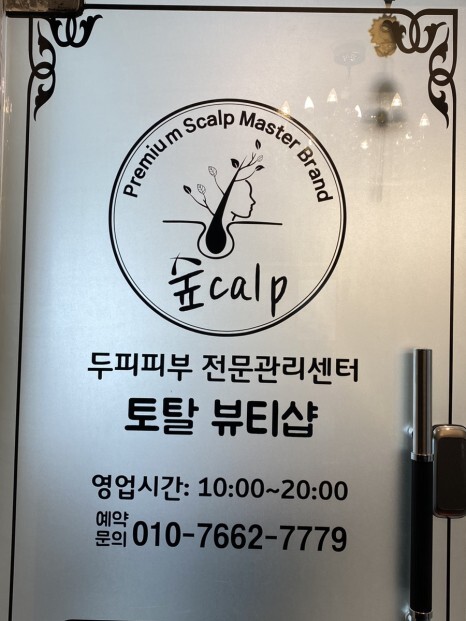 Premium Scalp Master Brand
숲calp
두피피부 전문관리센터
토탈 뷰티샵
영업시간: 10:00~20:00
예약
문의 010-7662-7779